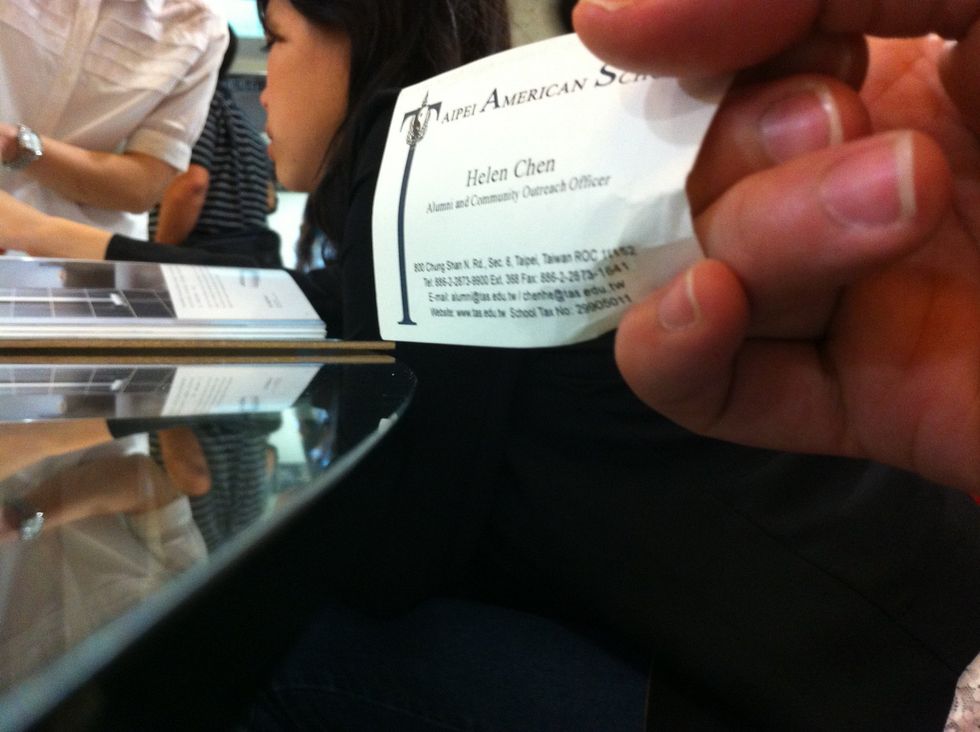 TAIPEI AMERICAN SCHO
Helen Chen
Alumni and Community Outreach Officer
800 Chung Shan N. Rd., Sec. 6, Taipei, Taiwan ROC 11152
Tel: 886-2-2873-9900 Ext. 368 Fax: 886-2-2873-1641
E-mail: alumni@tas.edu.tw / chenhe@tas.edu.tw
Website: www.tas.edu.tw School Tax No: 29905011